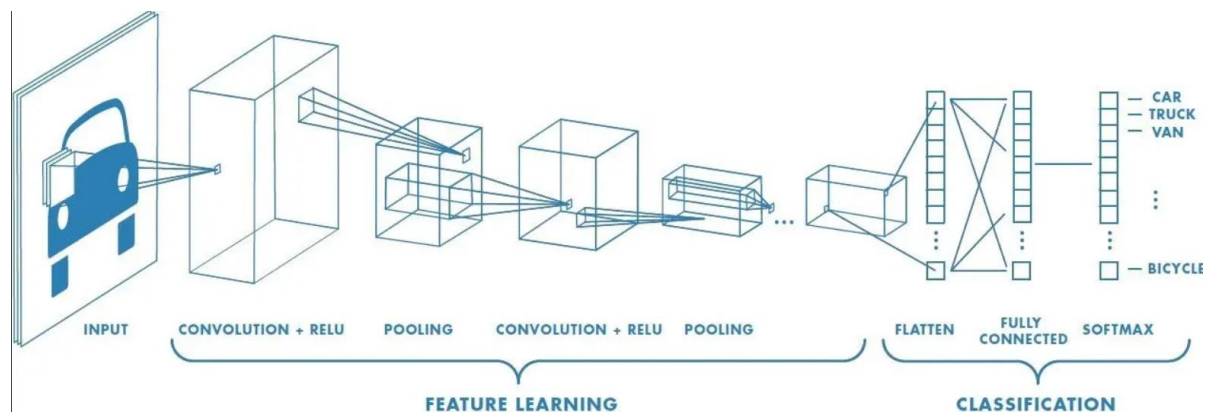 CAR
TRUCK
VAN
BICYCLE
INPUT
CONVOLUTION + RELU
POOLING
CONVOLUTION + RELU
POOLING
FLATTEN
FULLY
CONNECTED
SOFTMAX
FEATURE LEARNING
CLASSIFICATION